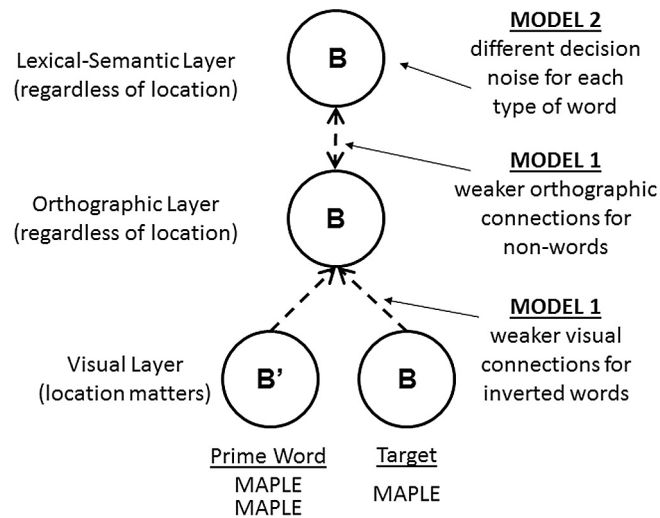 Lexical-Semantic Layer
(regardless of location)
B
MODEL 2
different decision
noise for each
type of word
Orthographic Layer
(regardless of location)
B
MODEL 1
weaker orthographic
connections for
non-words
Visual Layer
(location matters)
B’
B
MODEL 1
weaker visual
connections for
inverted words
Prime Word
MAPLE
MAPLE
Target
MAPLE